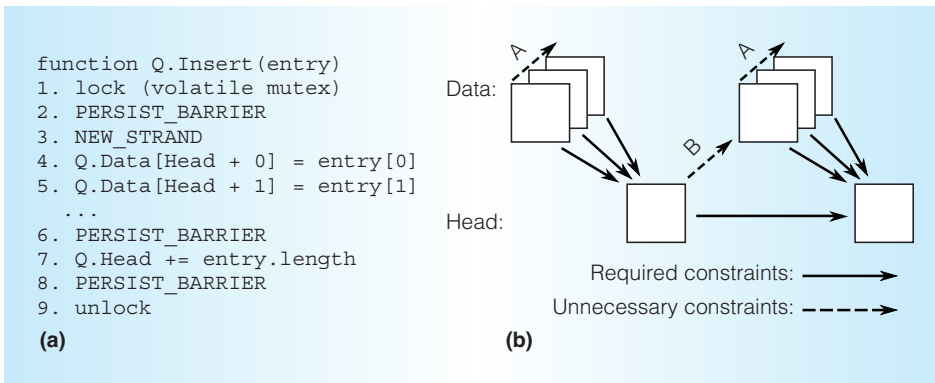 function Q.Insert(entry)
1. lock (volatile mutex)
2. PERSIST_BARRIER
3. NEW_STRAND
4. Q.Data[Head + 0] = entry[0]
5. Q.Data[Head + 1] = entry[1]
...
6. PERSIST_BARRIER
7. Q.Head += entry.length
8. PERSIST_BARRIER
9. unlock
(a)
A
A
Data:
B
Head:
Required constraints:
Unnecessary constraints:
(b)